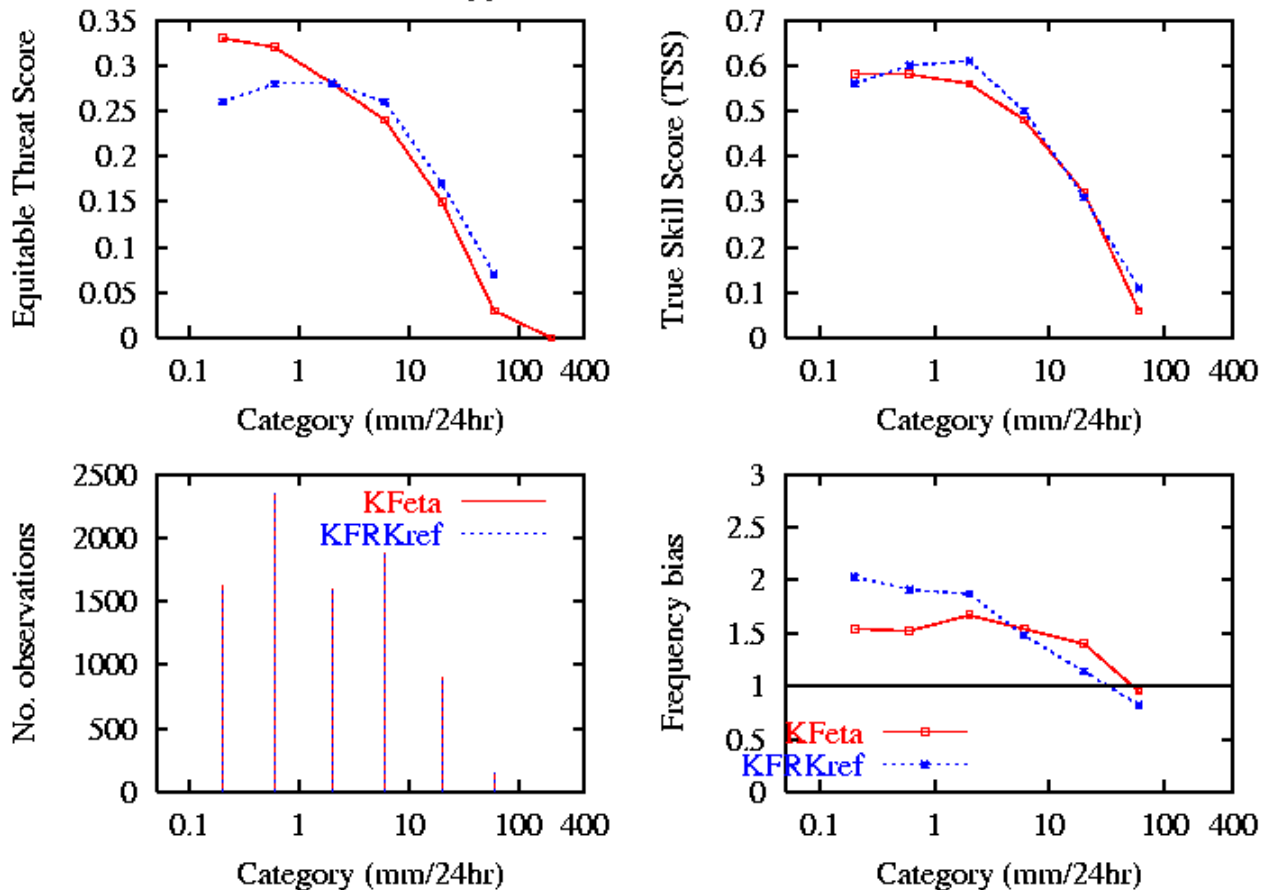 0.35
0.3
0.25
0.2
0.15
0.1
0.05
0
Equitable Threat Score
0.1 1 10 100 400
Category (mm/24hr)
0.7
0.6
0.5
0.4
0.3
0.2
0.1
0
True Skill Score (TSS)
0.1 1 10 100 400
Category (mm/24hr)
2500
2000
1500
1000
500
0
No. observations
KFeta
KFRKref
0.1 1 10 100 400
Category (mm/24hr)
3
2.5
2
1.5
1
0.5
0
Frequency bias
KFeta
KFRKref
0.1 1 10 100 400
Category (mm/24hr)